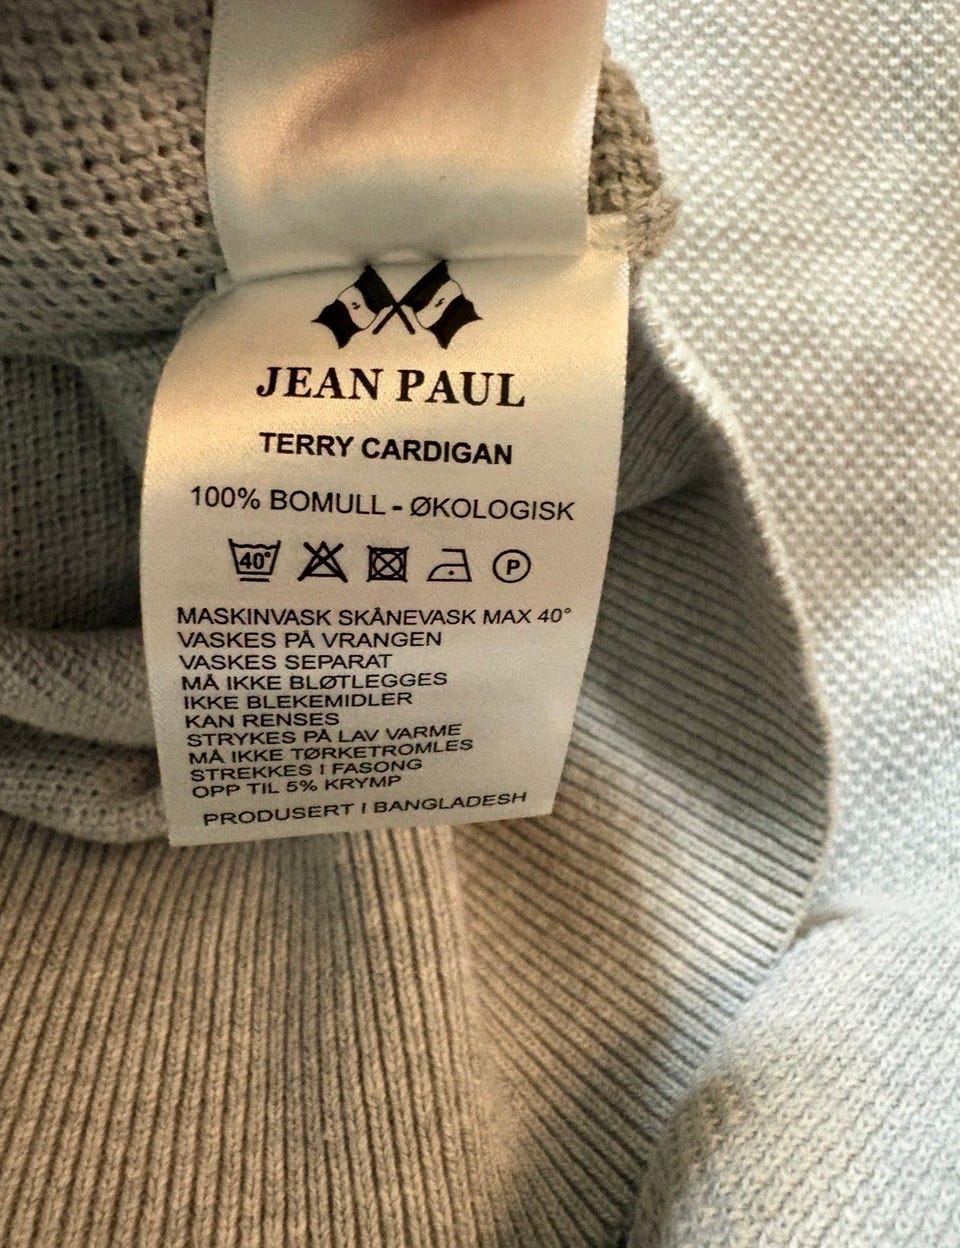 JEAN PAUL
TERRY CARDIGAN
100% BOMULL - ØKOLOGISK
40° P
MASKINVASK SKÅNEVASK MAX 40°
VASKES PÅ VRANGEN
VASKES SEPARAT
MÅ IKKE BLØTLEGGES
IKKE BLEKEMIDLER
KAN RENSES
STRYKES PÅ LAV VARME
MÅ IKKE TØRKETROMLES
STREKKES I FASONG
OPP TIL 5% KRYMP
PRODUSERT I BANGLADESH